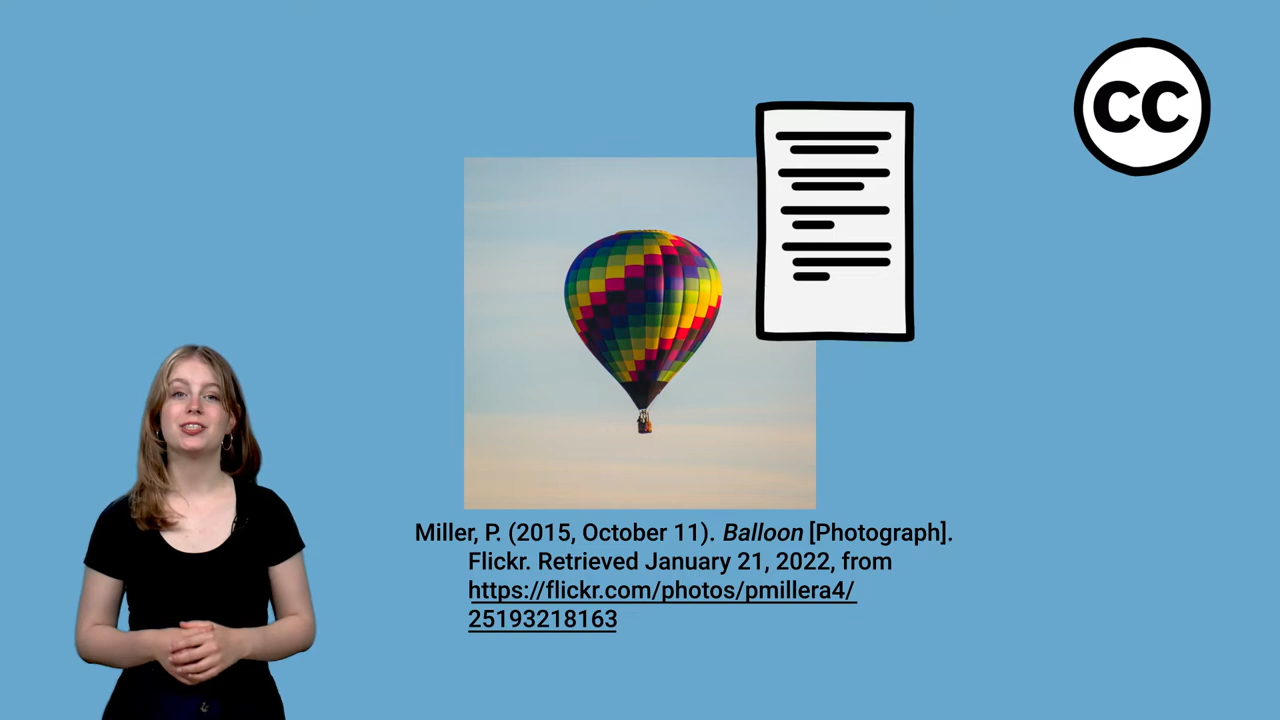 CC
Miller, P. (2015, October 11). Balloon [Photograph].
Flickr. Retrieved January 21, 2022, from
https://flickr.com/photos/pmillera4/
25193218163